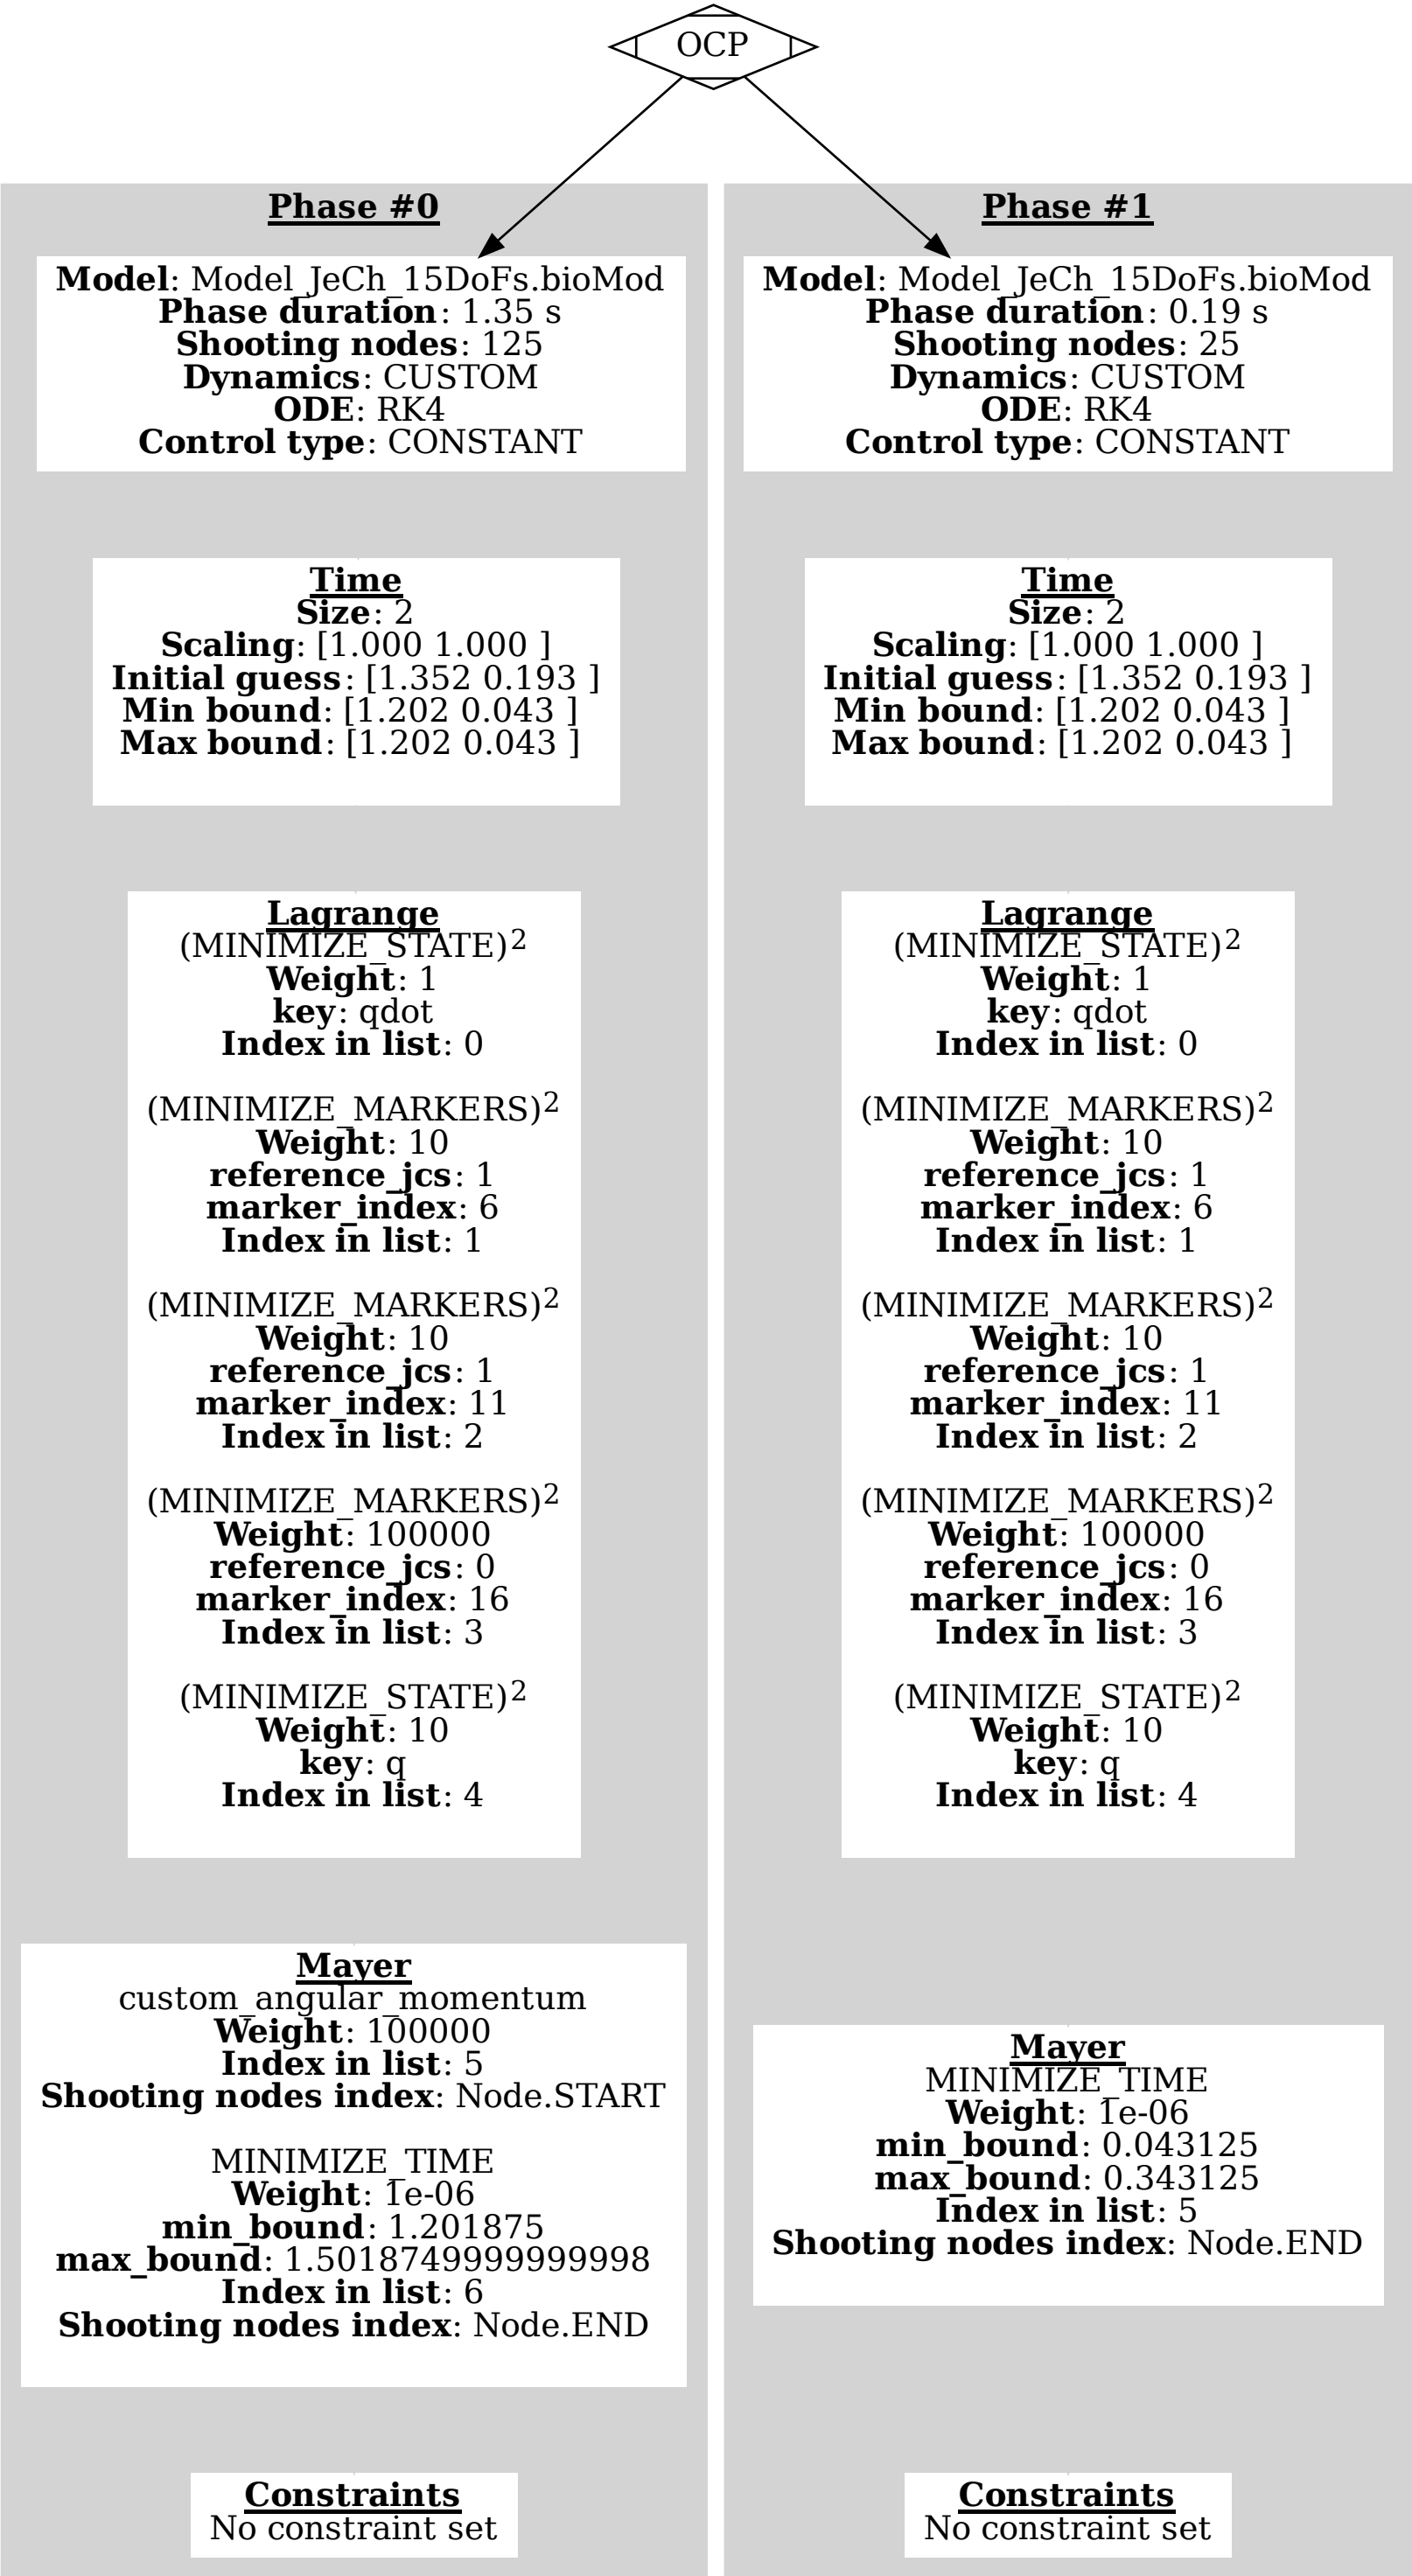 OCP
Phase #0
Model: Model_JeCh_15DoFs.bioMod
Phase duration: 1.35 s
Shooting nodes: 125
Dynamics: CUSTOM
ODE: RK4
Control type: CONSTANT
Time
Size: 2
Scaling: [1.000 1.000 ]
Initial guess: [1.352 0.193 ]
Min bound: [1.202 0.043 ]
Max bound: [1.202 0.043 ]
Lagrange
(MINIMIZE_STATE)²
Weight: 1
key: qdot
Index in list: 0
(MINIMIZE_MARKERS)²
Weight: 10
reference_jcs: 1
marker_index: 6
Index in list: 1
(MINIMIZE_MARKERS)²
Weight: 10
reference_jcs: 1
marker_index: 11
Index in list: 2
(MINIMIZE_MARKERS)²
Weight: 100000
reference_jcs: 0
marker_index: 16
Index in list: 3
(MINIMIZE_STATE)²
Weight: 10
key: q
Index in list: 4
Mayer
custom_angular_momentum
Weight: 100000
Index in list: 5
Shooting nodes index: Node.START
MINIMIZE_TIME
Weight: 1e-06
min_bound: 1.201875
max_bound: 1.5018749999999998
Index in list: 6
Shooting nodes index: Node.END
Constraints
No constraint set
Phase #1
Model: Model_JeCh_15DoFs.bioMod
Phase duration: 0.19 s
Shooting nodes: 25
Dynamics: CUSTOM
ODE: RK4
Control type: CONSTANT
Time
Size: 2
Scaling: [1.000 1.000 ]
Initial guess: [1.352 0.193 ]
Min bound: [1.202 0.043 ]
Max bound: [1.202 0.043 ]
Lagrange
(MINIMIZE_STATE)²
Weight: 1
key: qdot
Index in list: 0
(MINIMIZE_MARKERS)²
Weight: 10
reference_jcs: 1
marker_index: 6
Index in list: 1
(MINIMIZE_MARKERS)²
Weight: 10
reference_jcs: 1
marker_index: 11
Index in list: 2
(MINIMIZE_MARKERS)²
Weight: 100000
reference_jcs: 0
marker_index: 16
Index in list: 3
(MINIMIZE_STATE)²
Weight: 10
key: q
Index in list: 4
Mayer
MINIMIZE_TIME
Weight: 1e-06
min_bound: 0.043125
max_bound: 0.343125
Index in list: 5
Shooting nodes index: Node.END
Constraints
No constraint set